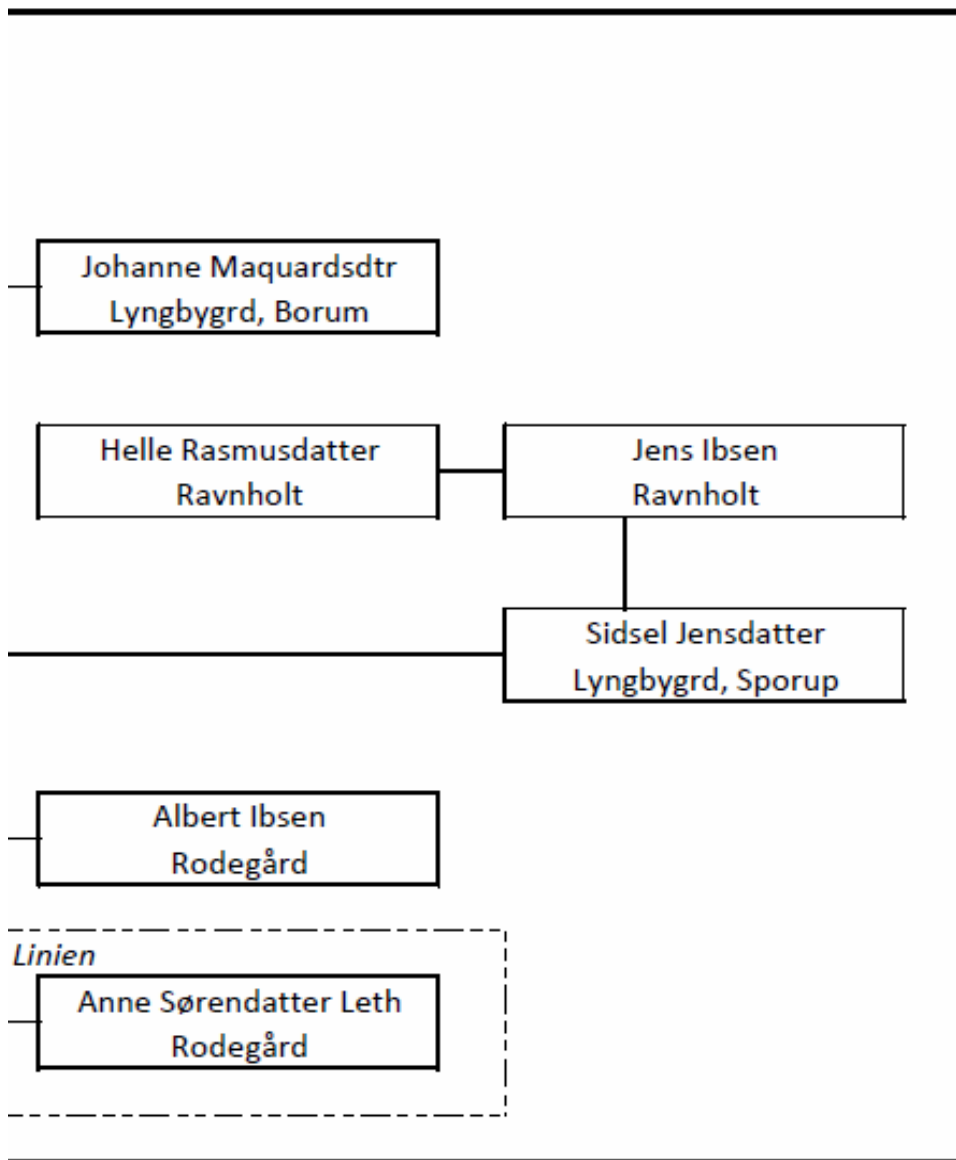 Johanne Maquardsdtr
Lyngbygrd, Borum
Helle Rasmusdatter
Ravnholt
Jens Ibsen
Ravnholt
Sidsel Jensdatter
Lyngbygrd, Sporup
Albert Ibsen
Rodegård
Linien
Anne Sørendatter Leth
Rodegård